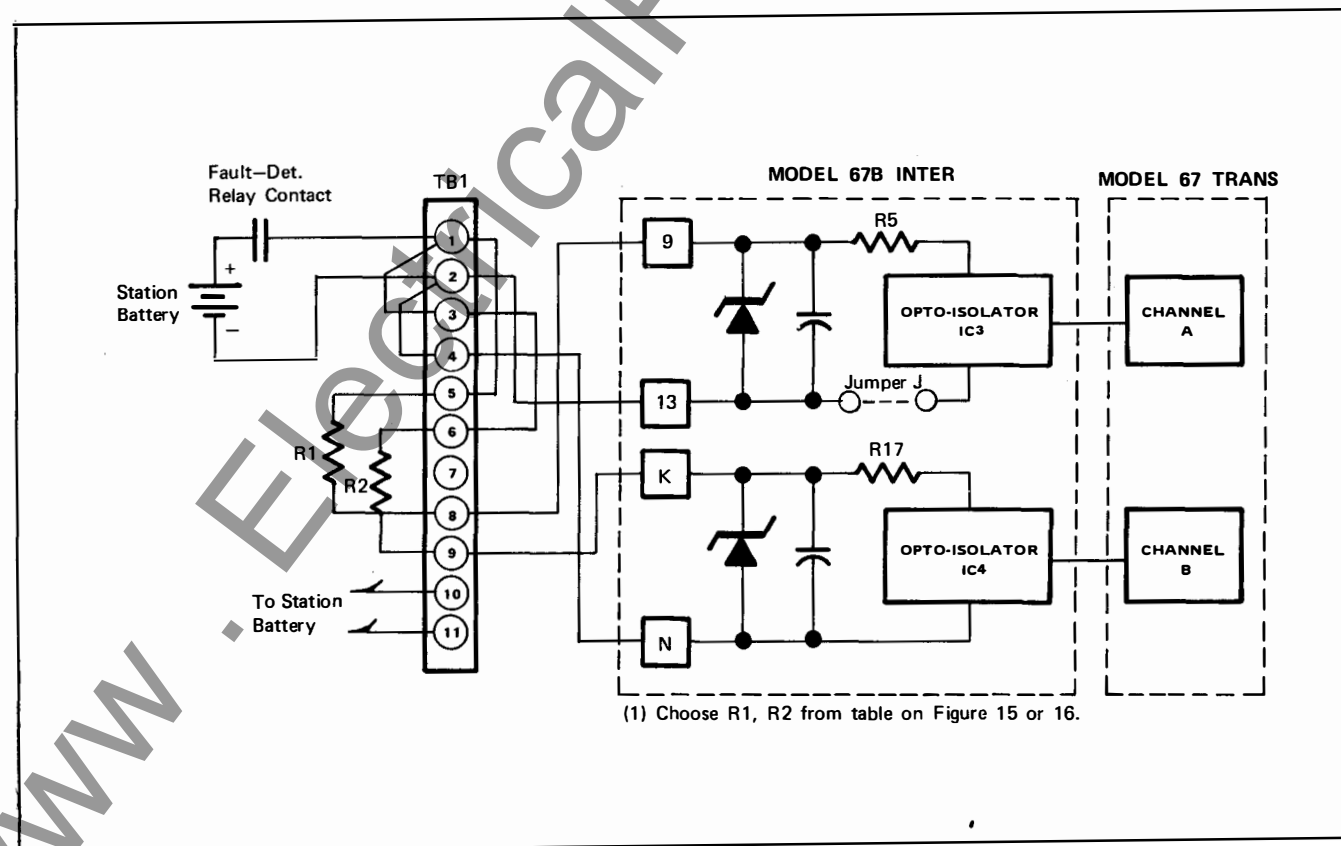 www . ElectricalP
Fault—Det.
Relay Contact
TB1
MODEL 67B INTER
MODEL 67 TRANS
+
Station
Battery
—
1
2
3
4
5
6
7
8
9
10
11
R1
R2
To Station
Battery
9
R5
OPTO-ISOLATOR
IC3
CHANNEL
A
13
Jumper J
K
R17
OPTO-ISOLATOR
IC4
CHANNEL
B
N
(1) Choose R1, R2 from table on Figure 15 or 16.